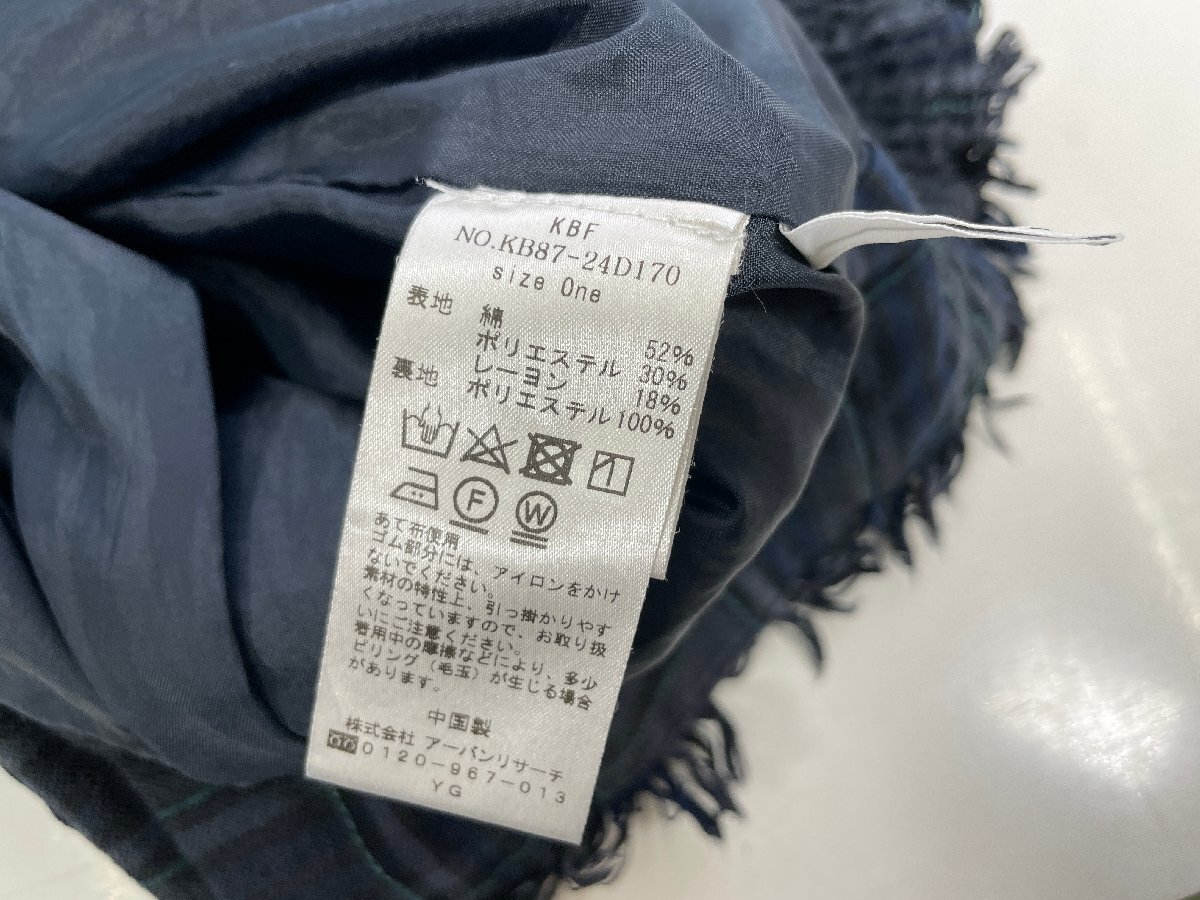 KBF
NO.KB87-24D170
size One
表地 綿 52%
ポリエステル 30%
レーヨン 18%
裏地 ポリエステル 100%
F W
あて布使用
ゴム部分には、アイロンをかけ
ないでください。
素材の特性上、引っ掛かりやす
くなっていますので、お取り扱
いにご注意ください。
着用中の摩擦などにより、多少
ピリング(毛玉)が生じる場合
があります。
中国製
株式会社 アーバンリサーチ
0120-967-013
YG